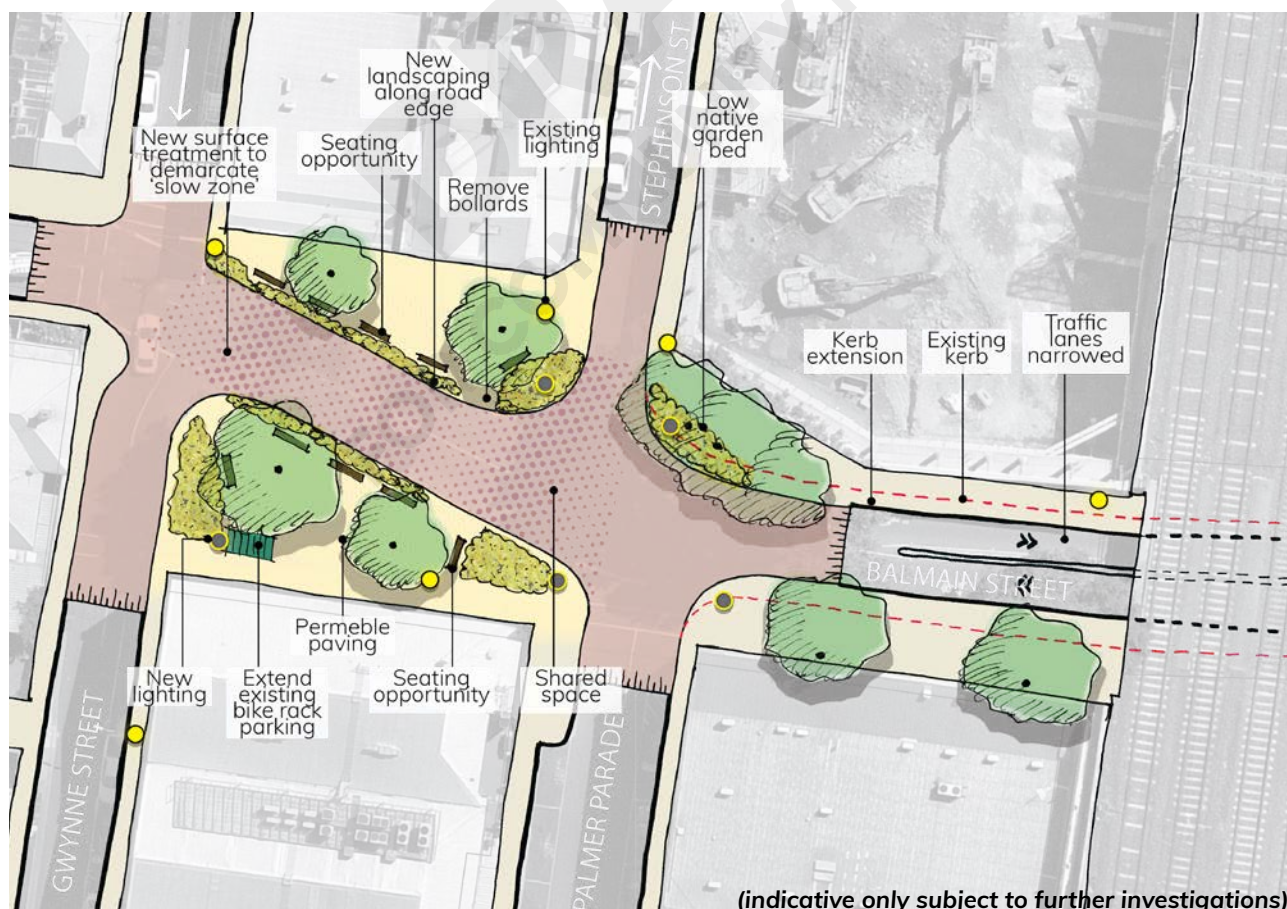 New
landscaping
along road
edge
New surface
treatment to
demarcate
'slow zone'
Seating
opportunity
Existing
lighting
Remove
bollards
STEPHENSON ST
Low
native
garden
bed
Kerb
extension
Existing
kerb
Traffic
lanes
narrowed
BALMAIN STREET
Permeble
paving
New
lighting
Extend
existing
bike rack
parking
Seating
opportunity
Shared
space
GWYNNE STREET
PALMER PARADE
(indicative only subject to further investigations)